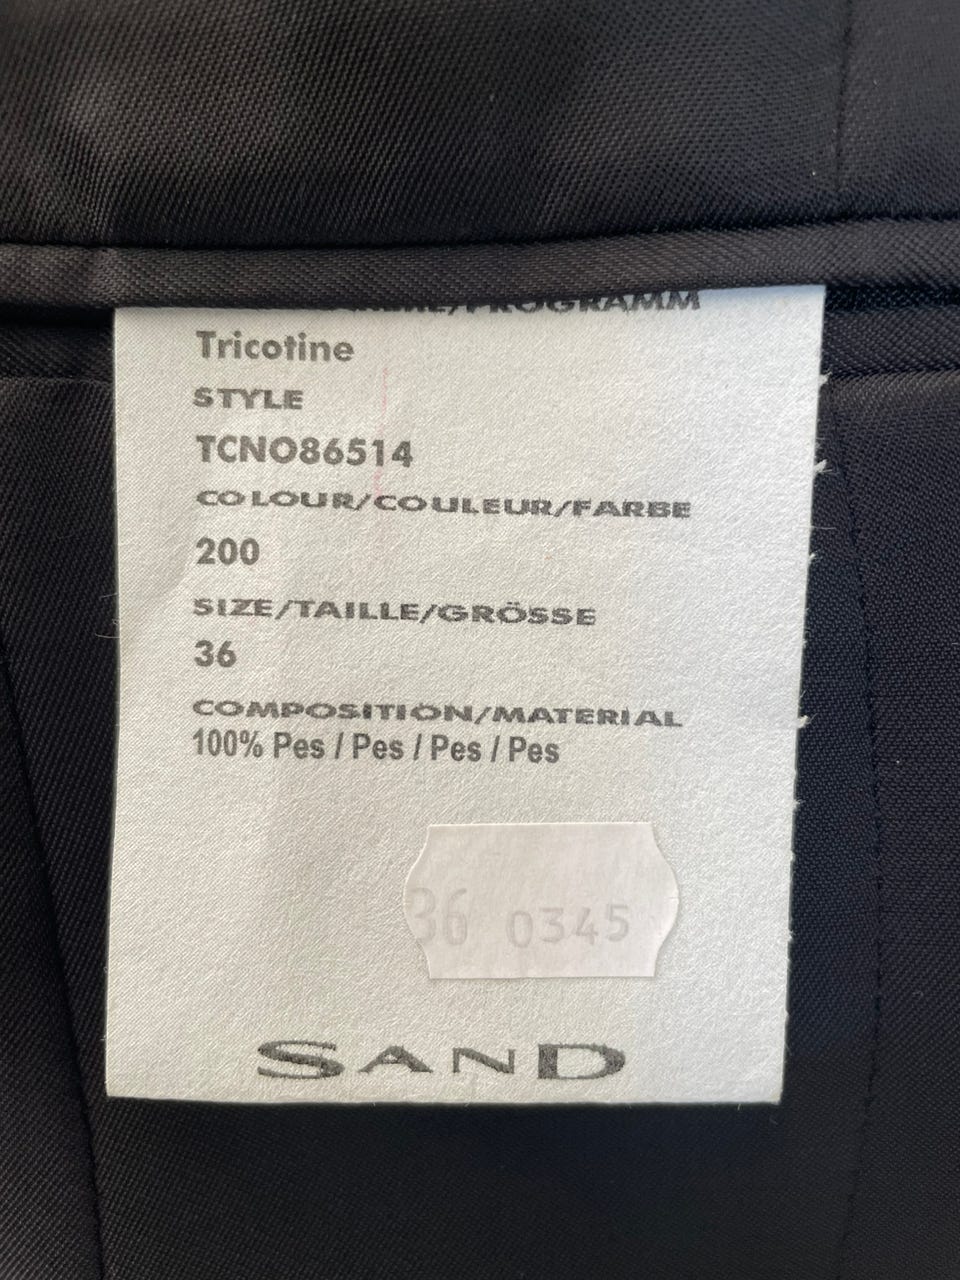 PROGRAMM
Tricotine
STYLE
TCNO86514
COLOUR/COULEUR/FARBE
200
SIZE/TAILLE/GRÖSSE
36
COMPOSITION/MATERIAL
100% Pes / Pes / Pes / Pes
36 0345
SAND